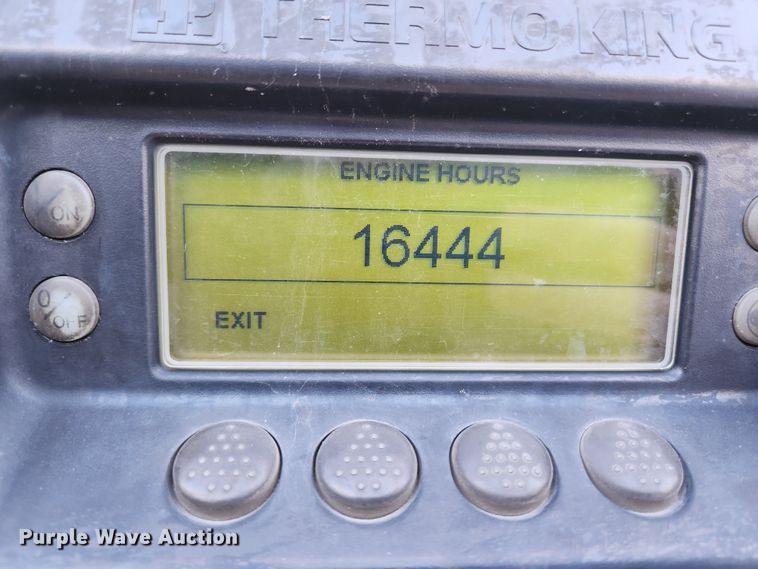 THERMO KING
ENGINE HOURS
ON
16444
O/OFF
EXIT
Purple Wave Auction